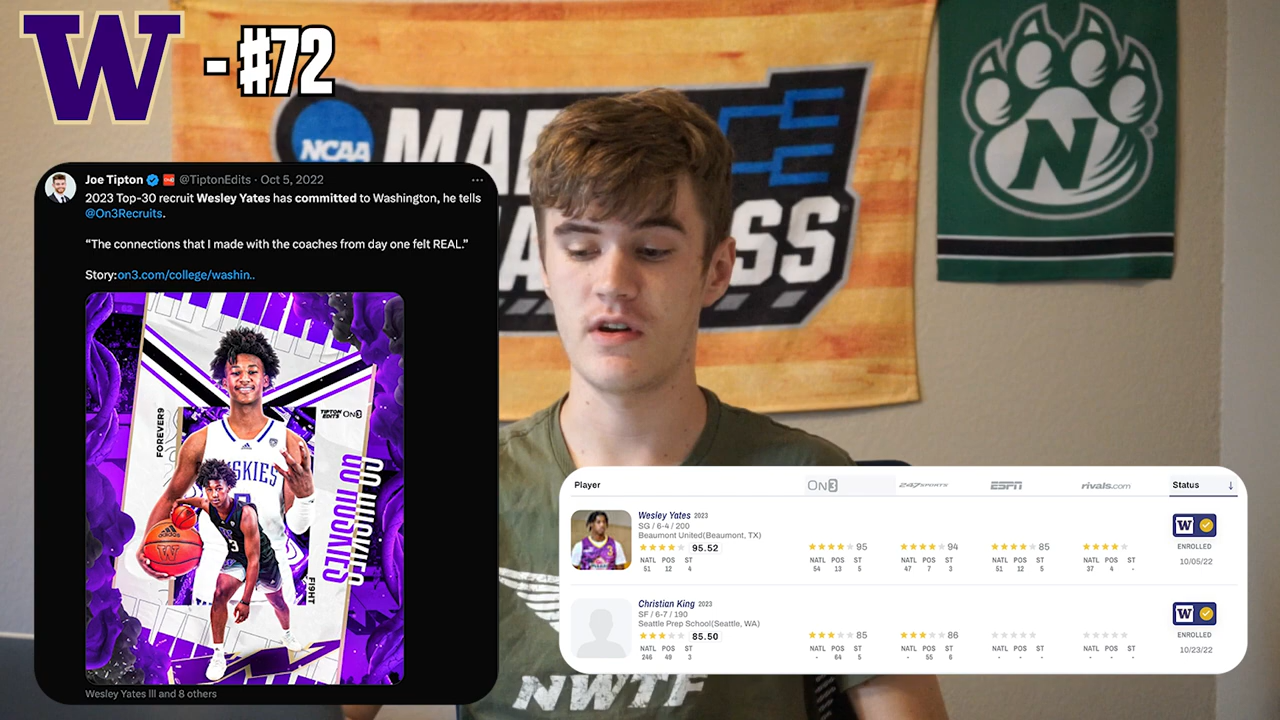 W - #72
NCAA
MA
SS
N
Joe Tipton @TiptonEdits · Oct 5, 2022
2023 Top-30 recruit Wesley Yates has committed to Washington, he tells
@On3Recruits.
“The connections that I made with the coaches from day one felt REAL.”
Story:on3.com/college/washin..
FOREVER9
TIPTON EDITS ON3
HUSKIES
3
W
GO HUSKIES
GO HUSKIES
FIGHT
Wesley Yates III and 8 others
Player ON3 247SPORTS ESPN rivals.com Status ↓
Wesley Yates 2023
SG / 6-4 / 200
Beaumont United(Beaumont, TX)
95.52 95 94 85
NATL POS ST NATL POS ST NATL POS ST NATL POS ST NATL POS ST
51 12 4 54 13 5 47 7 3 51 12 5 37 4 -
W
ENROLLED
10/05/22
Christian King 2023
SF / 6-7 / 190
Seattle Prep School(Seattle, WA)
85.50 85 86
NATL POS ST NATL POS ST NATL POS ST NATL POS ST NATL POS ST
246 49 3 - 64 5 - 55 6 - - - - - -
W
ENROLLED
10/23/22
NWTF